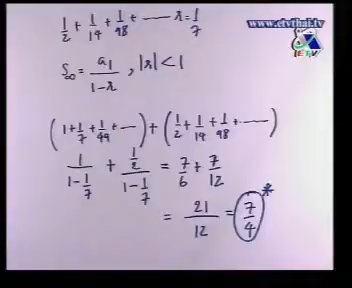 1/2 + 1/14 + 1/98 + ----- r = 1/7
www.etvthai.tv
ETV
S∞ = a1/(1-r) , |r| < 1
(1 + 1/7 + 1/49 + ---) + (1/2 + 1/14 + 1/98 + ----)
1/(1 - 1/7) + (1/2)/(1 - 1/7) = 7/6 + 7/12
= 21/12 = 7/4 *